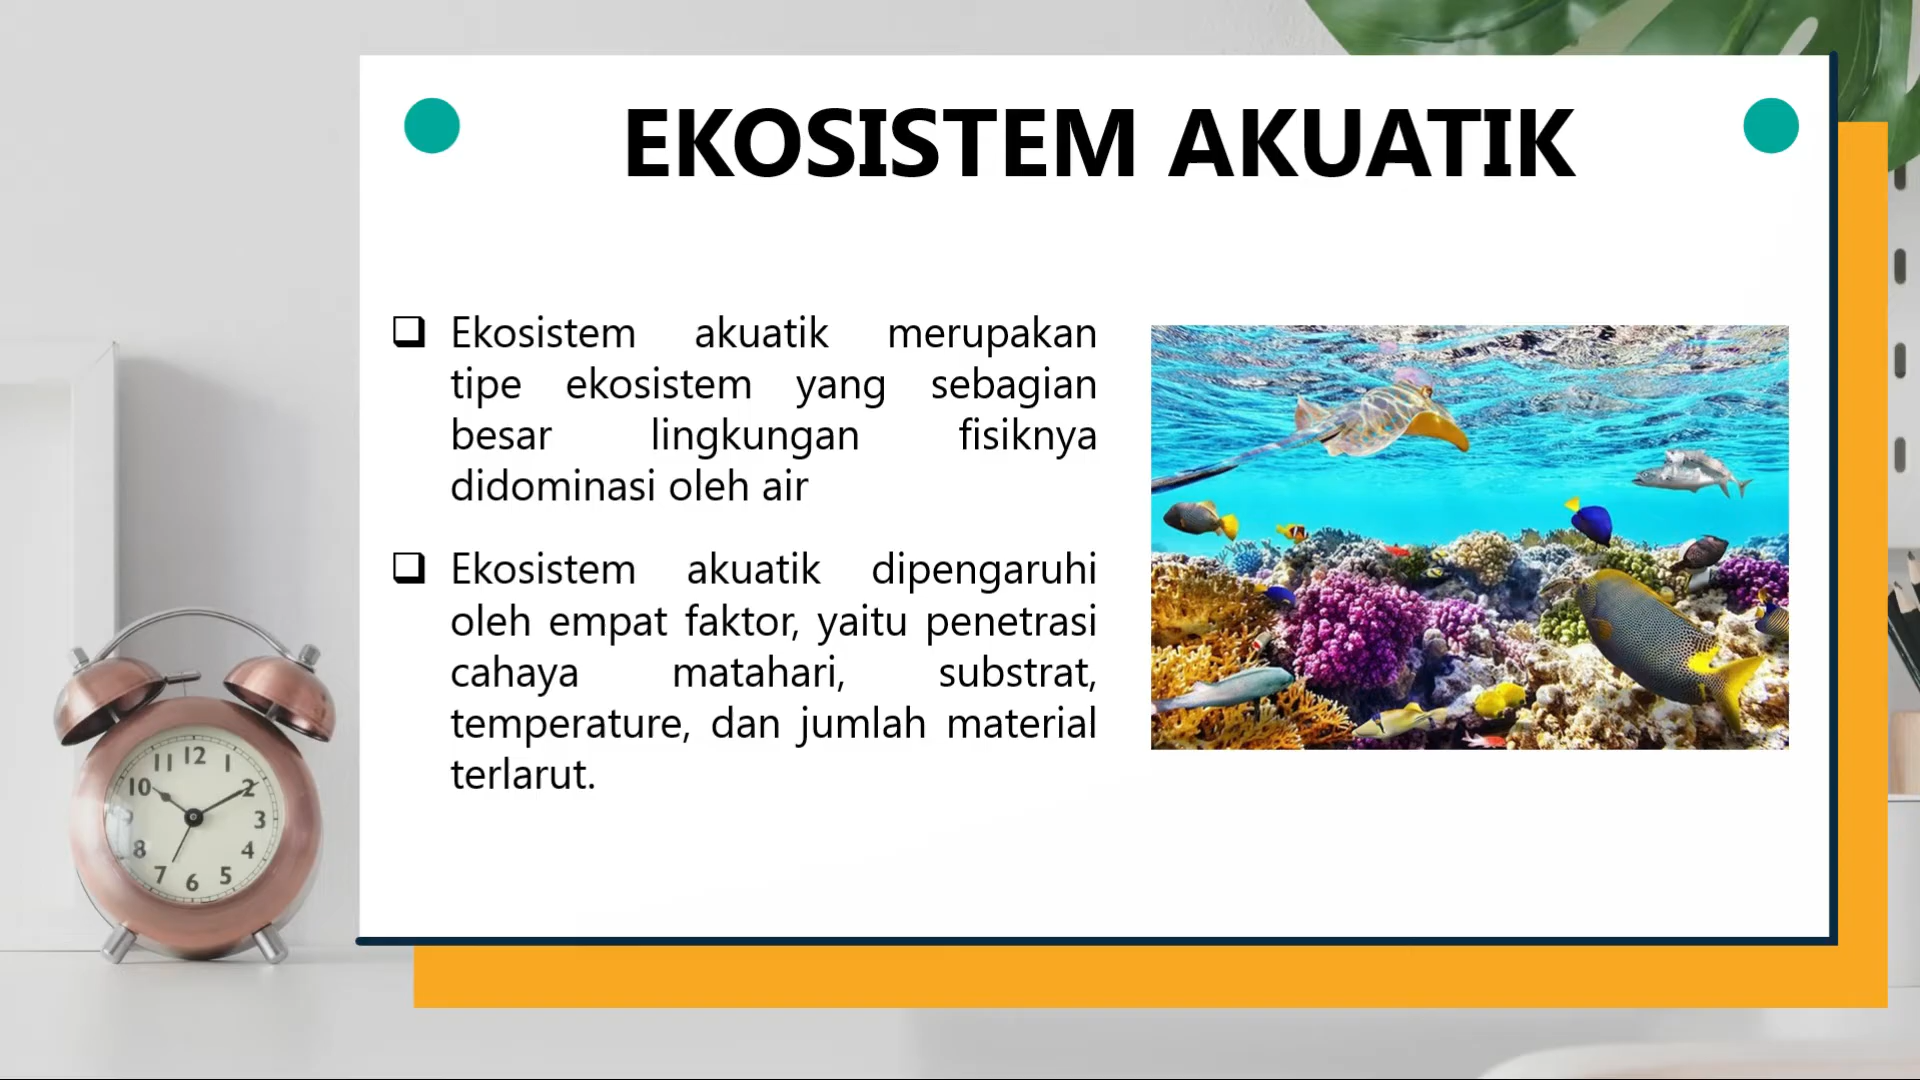 EKOSISTEM AKUATIK
Ekosistem akuatik merupakan
tipe ekosistem yang sebagian
besar lingkungan fisiknya
didominasi oleh air
Ekosistem akuatik dipengaruhi
oleh empat faktor, yaitu penetrasi
cahaya matahari, substrat,
temperature, dan jumlah material
terlarut.
12
11 1
10 2
3
8 4
7 6 5